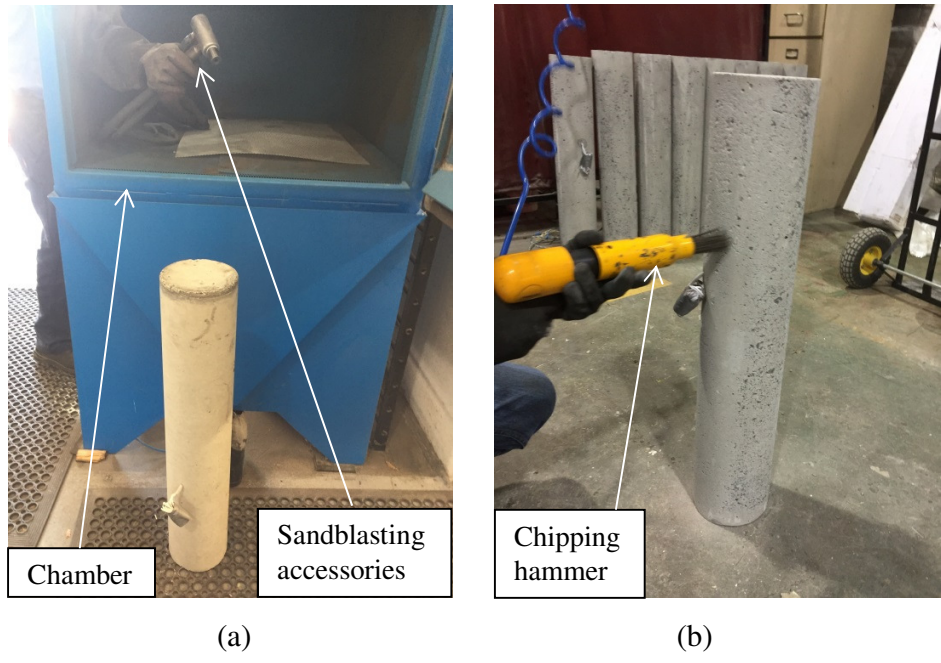 Chamber
Sandblasting
accessories
Chipping
hammer
(a)
(b)